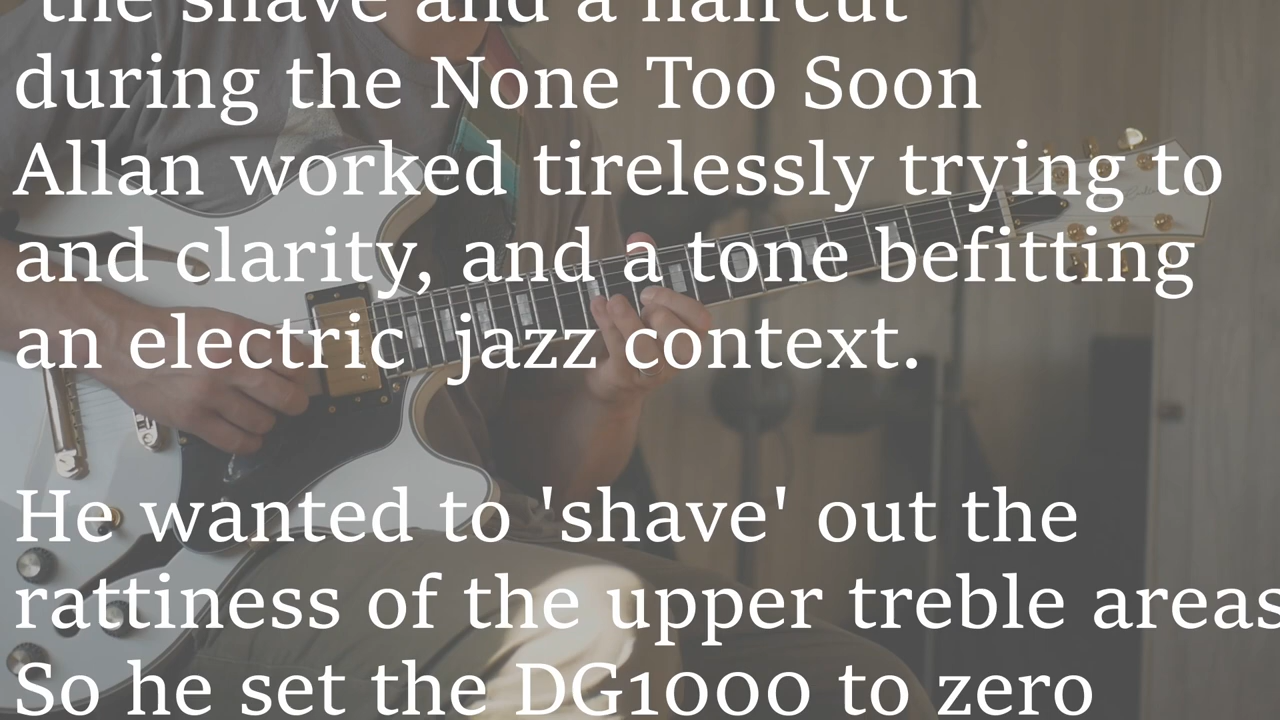 the shave and a haircut
during the None Too Soon
Allan worked tirelessly trying to
and clarity, and a tone befitting
an electric jazz context.
He wanted to 'shave' out the
rattiness of the upper treble areas
So he set the DG1000 to zero